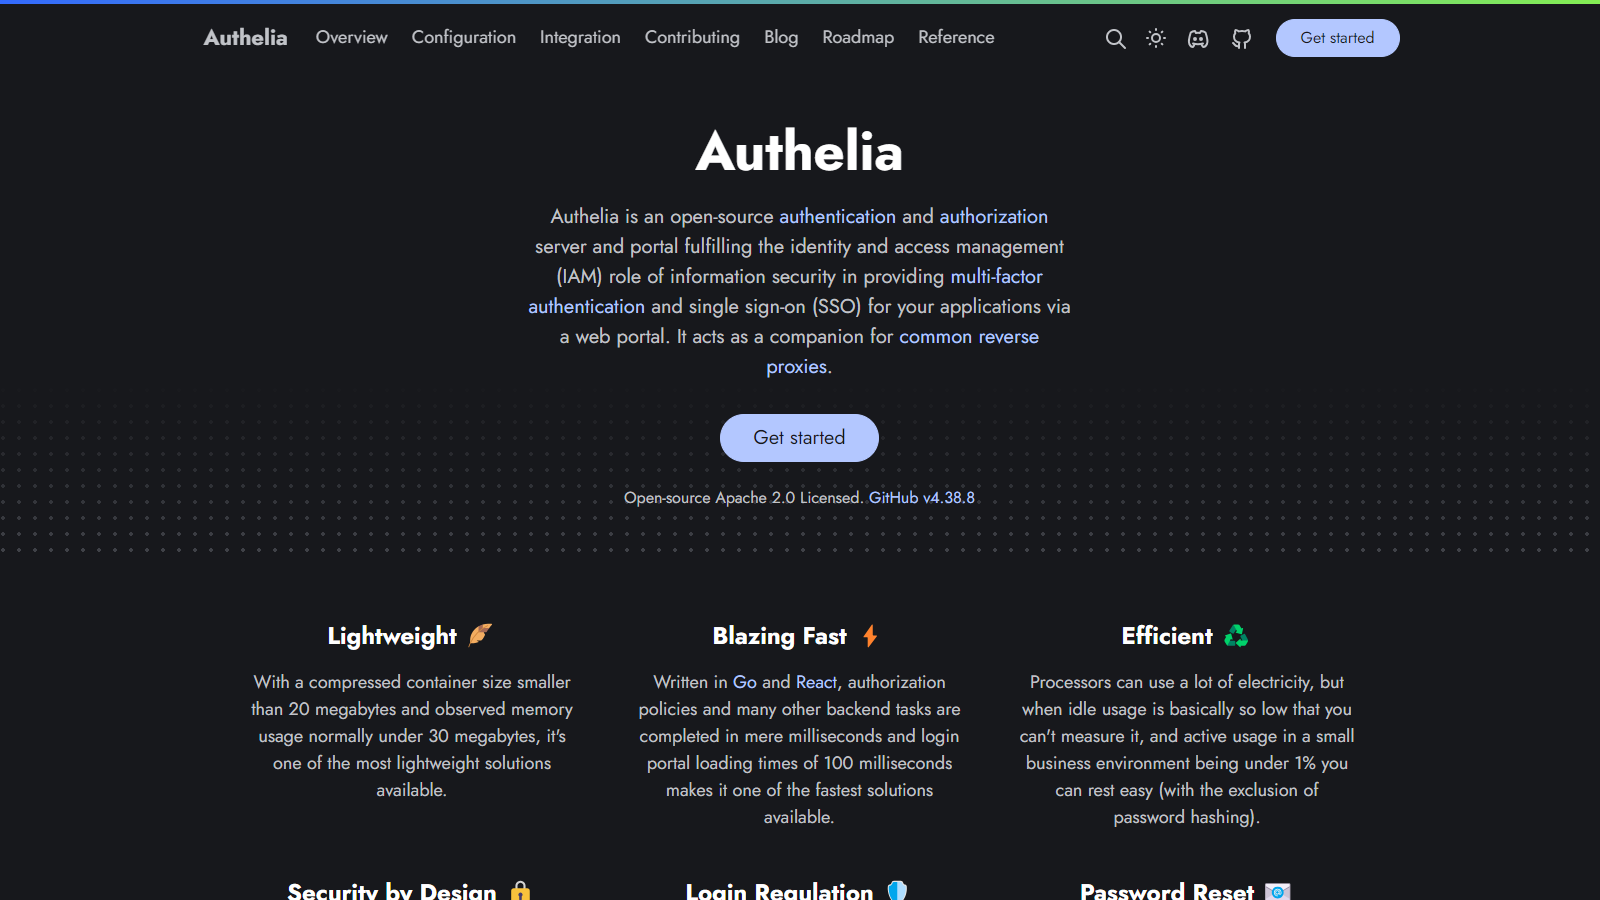 Authelia Overview Configuration Integration Contributing Blog Roadmap Reference Get started
Authelia
Authelia is an open-source authentication and authorization
server and portal fulfilling the identity and access management
(IAM) role of information security in providing multi-factor
authentication and single sign-on (SSO) for your applications via
a web portal. It acts as a companion for common reverse
proxies.
Get started
Open-source Apache 2.0 Licensed. GitHub v4.38.8
Lightweight
With a compressed container size smaller
than 20 megabytes and observed memory
usage normally under 30 megabytes, it's
one of the most lightweight solutions
available.
Blazing Fast
Written in Go and React, authorization
policies and many other backend tasks are
completed in mere milliseconds and login
portal loading times of 100 milliseconds
makes it one of the fastest solutions
available.
Efficient
Processors can use a lot of electricity, but
when idle usage is basically so low that you
can't measure it, and active usage in a small
business environment being under 1% you
can rest easy (with the exclusion of
password hashing).
Security by Design
Login Regulation
Password Reset